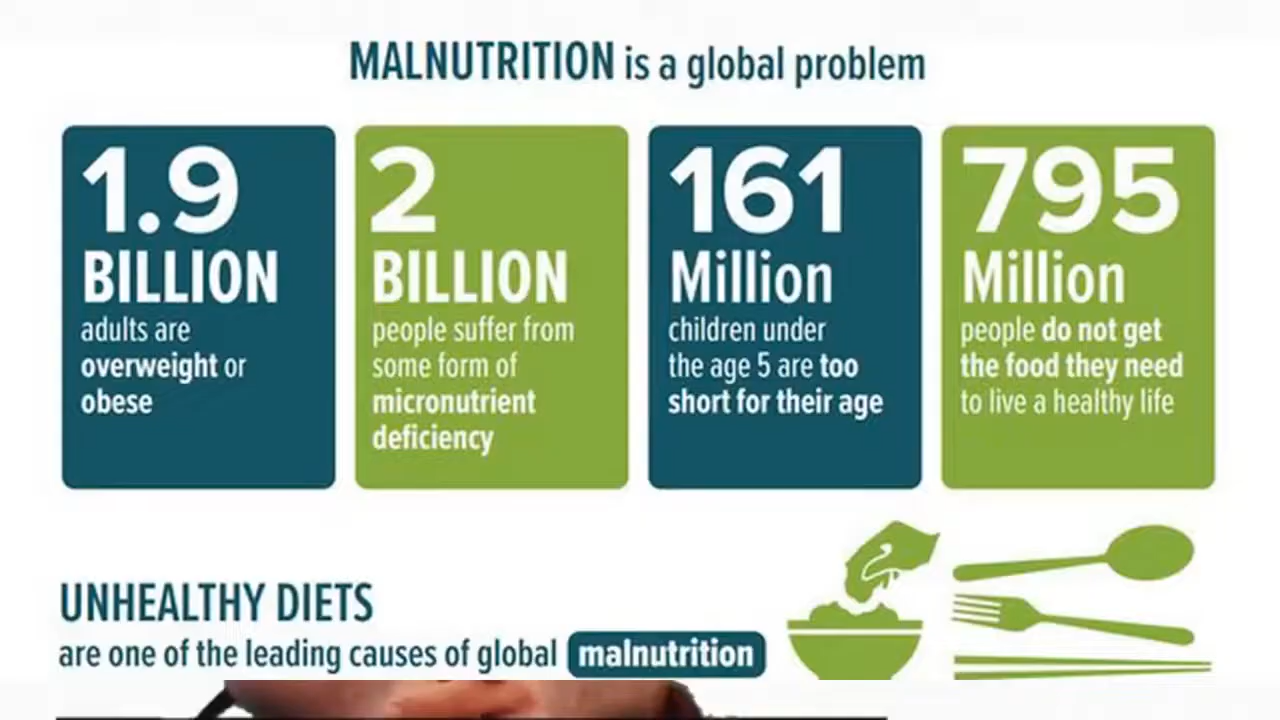 MALNUTRITION is a global problem
1.9
BILLION
adults are
overweight or
obese
2
BILLION
people suffer from
some form of
micronutrient
deficiency
161
Million
children under
the age 5 are too
short for their age
795
Million
people do not get
the food they need
to live a healthy life
UNHEALTHY DIETS
are one of the leading causes of global malnutrition